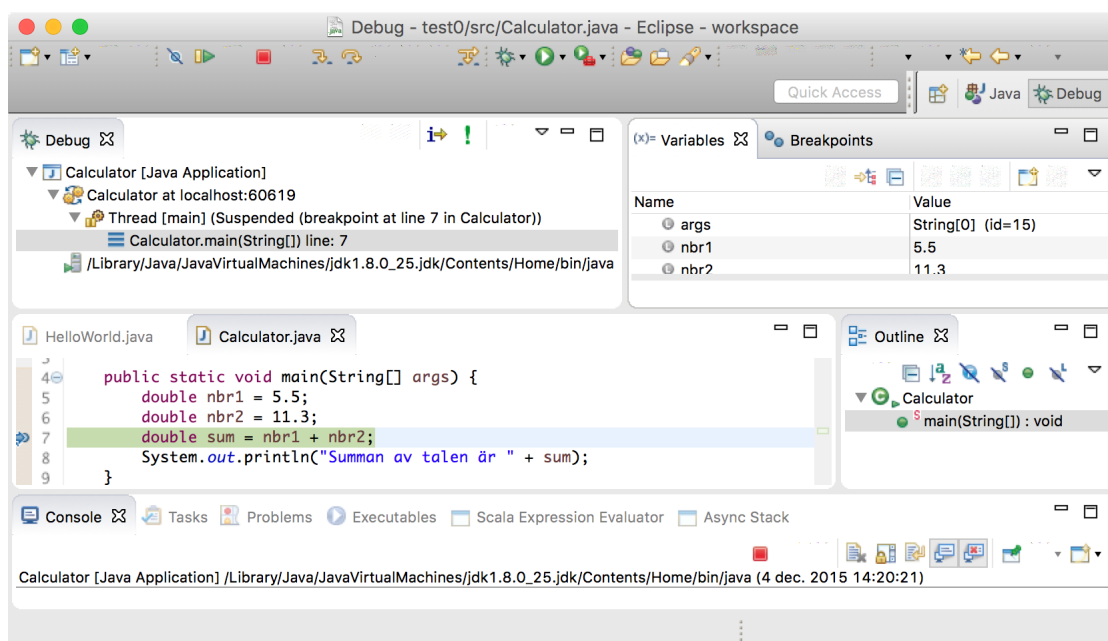 Debug - test0/src/Calculator.java - Eclipse - workspace
Quick Access
Java
Debug
Debug
Calculator [Java Application]
Calculator at localhost:60619
Thread [main] (Suspended (breakpoint at line 7 in Calculator))
Calculator.main(String[]) line: 7
/Library/Java/JavaVirtualMachines/jdk1.8.0_25.jdk/Contents/Home/bin/java
(x)= Variables
Breakpoints
Name Value
args String[0] (id=15)
nbr1 5.5
nbr2 11.3
HelloWorld.java
Calculator.java
3
4 public static void main(String[] args) {
5 double nbr1 = 5.5;
6 double nbr2 = 11.3;
7 double sum = nbr1 + nbr2;
8 System.out.println("Summan av talen är " + sum);
9 }
Outline
Calculator
main(String[]) : void
Console
Tasks
Problems
Executables
Scala Expression Evaluator
Async Stack
Calculator [Java Application] /Library/Java/JavaVirtualMachines/jdk1.8.0_25.jdk/Contents/Home/bin/java (4 dec. 2015 14:20:21)